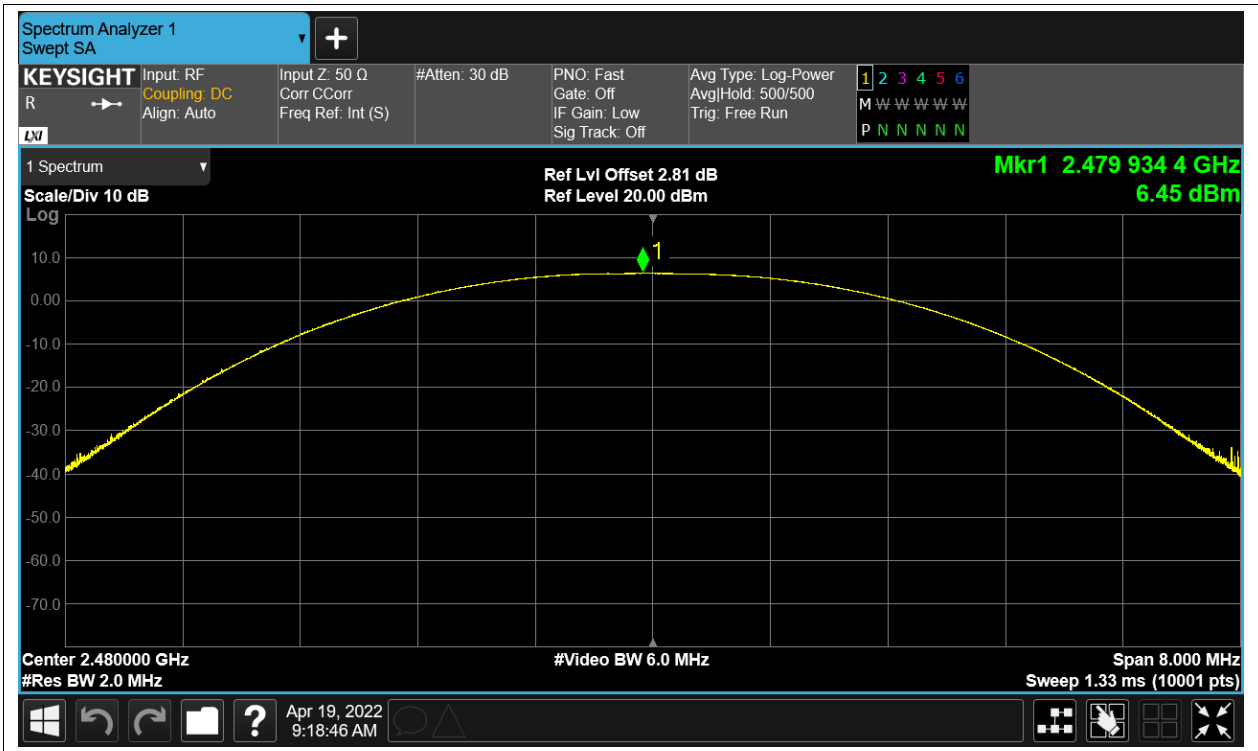 Spectrum Analyzer 1
Swept SA
KEYSIGHT
R
LXI
Input: RF
Coupling: DC
Align: Auto
Input Z: 50 Ω
Corr CCorr
Freq Ref: Int (S)
#Atten: 30 dB
PNO: Fast
Gate: Off
IF Gain: Low
Sig Track: Off
Avg Type: Log-Power
Avg|Hold: 500/500
Trig: Free Run
1 2 3 4 5 6
M W W W W W
P N N N N N
1 Spectrum
Scale/Div 10 dB
Log
Ref Lvl Offset 2.81 dB
Ref Level 20.00 dBm
Mkr1 2.479 934 4 GHz
6.45 dBm
1
10.0
0.00
-10.0
-20.0
-30.0
-40.0
-50.0
-60.0
-70.0
Center 2.480000 GHz
#Res BW 2.0 MHz
#Video BW 6.0 MHz
Span 8.000 MHz
Sweep 1.33 ms (10001 pts)
?
Apr 19, 2022
9:18:46 AM